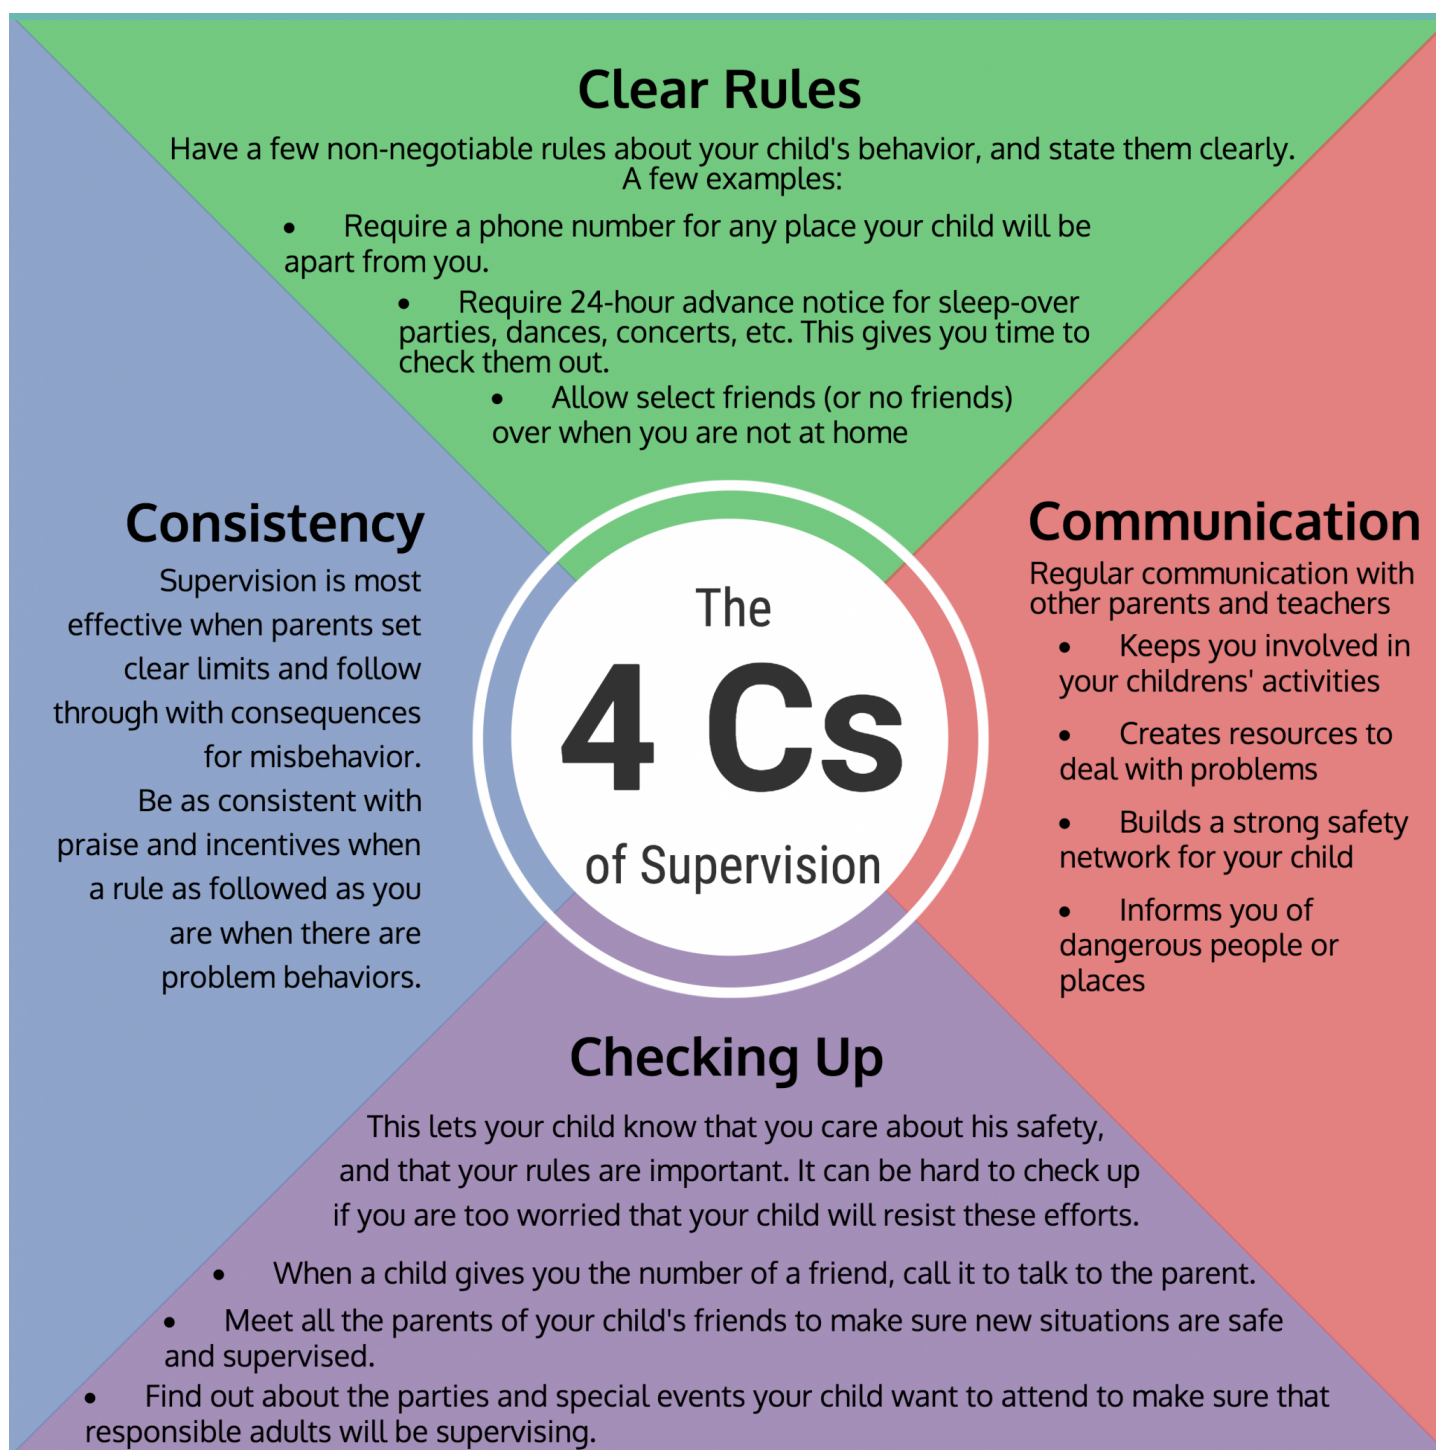 Clear Rules
Have a few non-negotiable rules about your child's behavior, and state them clearly.
A few examples:
• Require a phone number for any place your child will be
apart from you.
• Require 24-hour advance notice for sleep-over
parties, dances, concerts, etc. This gives you time to
check them out.
• Allow select friends (or no friends)
over when you are not at home
Consistency
Supervision is most
effective when parents set
clear limits and follow
through with consequences
for misbehavior.
Be as consistent with
praise and incentives when
a rule as followed as you
are when there are
problem behaviors.
The
4 Cs
of Supervision
Communication
Regular communication with
other parents and teachers
• Keeps you involved in
your childrens' activities
• Creates resources to
deal with problems
• Builds a strong safety
network for your child
• Informs you of
dangerous people or
places
Checking Up
This lets your child know that you care about his safety,
and that your rules are important. It can be hard to check up
if you are too worried that your child will resist these efforts.
• When a child gives you the number of a friend, call it to talk to the parent.
• Meet all the parents of your child's friends to make sure new situations are safe
and supervised.
• Find out about the parties and special events your child want to attend to make sure that
responsible adults will be supervising.